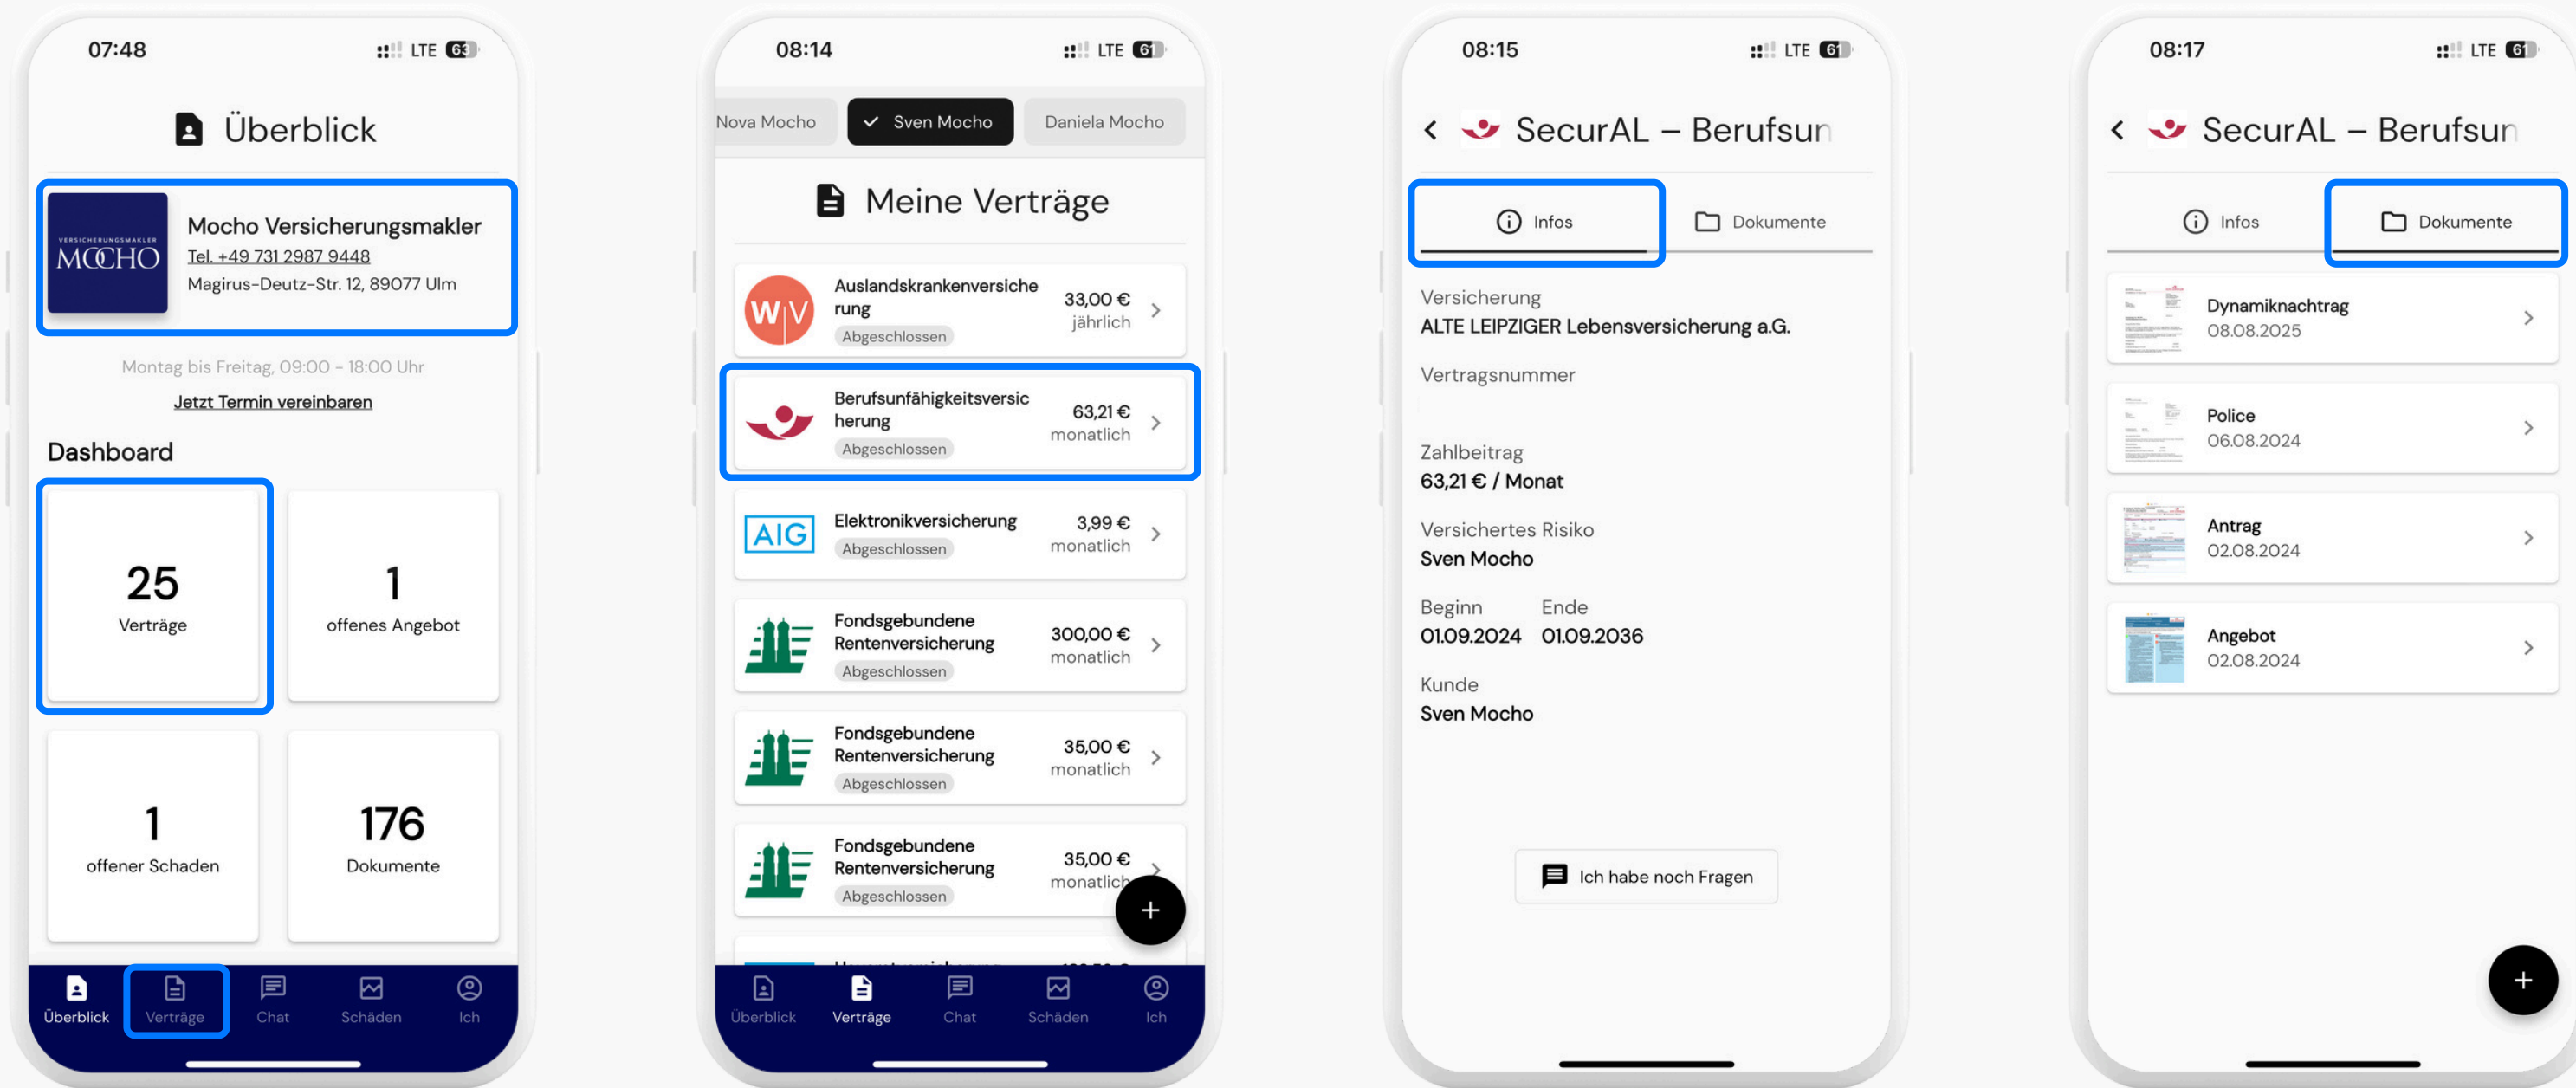 07:48
LTE 63
Überblick
VERSICHERUNGSMAKLER
MOCHO
Mocho Versicherungsmakler
Tel. +49 731 2987 9448
Magirus-Deutz-Str. 12, 89077 Ulm
Montag bis Freitag, 09:00 - 18:00 Uhr
Jetzt Termin vereinbaren
Dashboard
25
Verträge
1
offenes Angebot
1
offener Schaden
176
Dokumente
Überblick
Verträge
Chat
Schäden
Ich
08:14
LTE 61
Nova Mocho
Sven Mocho
Daniela Mocho
Meine Verträge
W|V
Auslandskrankenversiche
rung
Abgeschlossen
33,00 €
jährlich
Berufsunfähigkeitsversic
herung
Abgeschlossen
63,21 €
monatlich
AIG
Elektronikversicherung
Abgeschlossen
3,99 €
monatlich
Fondsgebundene
Rentenversicherung
Abgeschlossen
300,00 €
monatlich
Fondsgebundene
Rentenversicherung
Abgeschlossen
35,00 €
monatlich
Fondsgebundene
Rentenversicherung
Abgeschlossen
35,00 €
monatlich
Überblick
Verträge
Chat
Schäden
Ich
08:15
LTE 61
SecurAL – Berufsun
Infos
Dokumente
Versicherung
ALTE LEIPZIGER Lebensversicherung a.G.
Vertragsnummer
Zahlbeitrag
63,21 € / Monat
Versichertes Risiko
Sven Mocho
Beginn Ende
01.09.2024 01.09.2036
Kunde
Sven Mocho
Ich habe noch Fragen
08:17
LTE 61
SecurAL – Berufsun
Infos
Dokumente
Dynamiknachtrag
08.08.2025
Police
06.08.2024
Antrag
02.08.2024
Angebot
02.08.2024